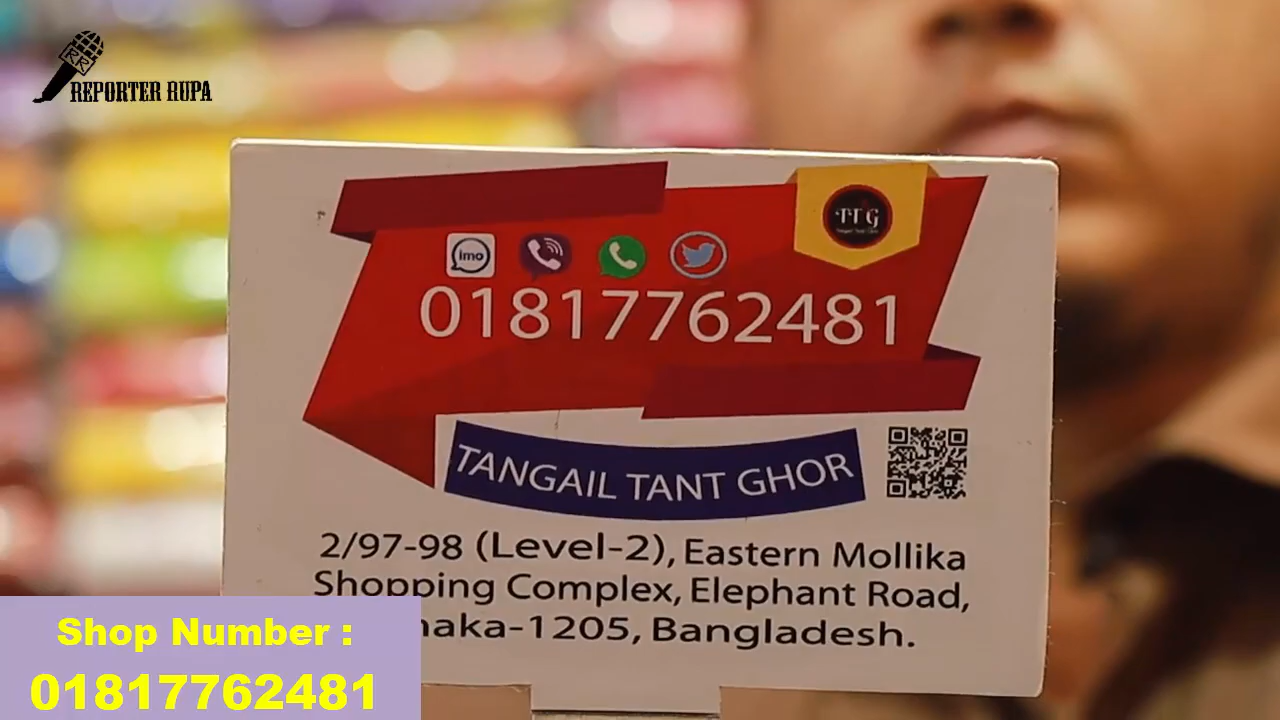 REPORTER RUPA
TTG
imo
01817762481
TANGAIL TANT GHOR
2/97-98 (Level-2), Eastern Mollika
Shopping Complex, Elephant Road,
haka-1205, Bangladesh.
Shop Number :
01817762481